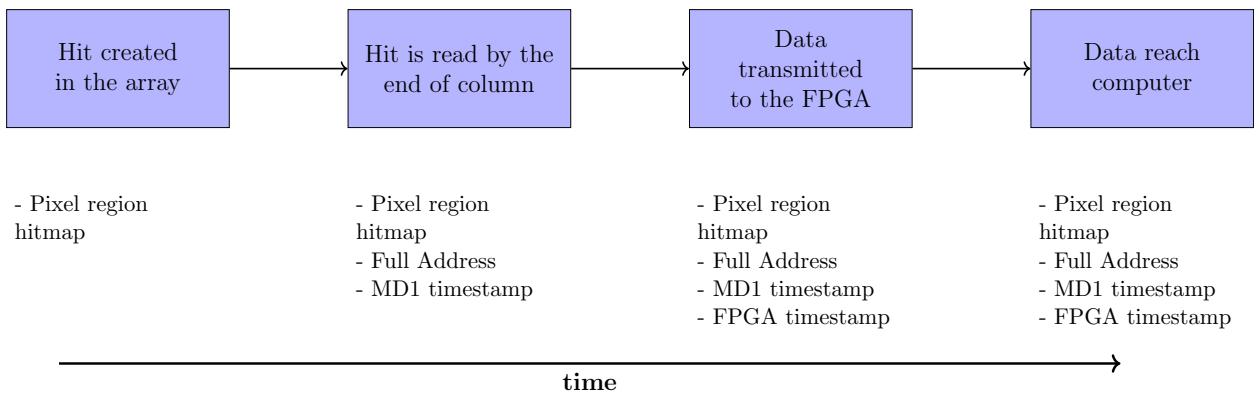 Hit created
in the array
Hit is read by the
end of column
Data
transmitted
to the FPGA
Data reach
computer
- Pixel region
hitmap
- Pixel region
hitmap
- Full Address
- MD1 timestamp
- Pixel region
hitmap
- Full Address
- MD1 timestamp
- FPGA timestamp
- Pixel region
hitmap
- Full Address
- MD1 timestamp
- FPGA timestamp
time